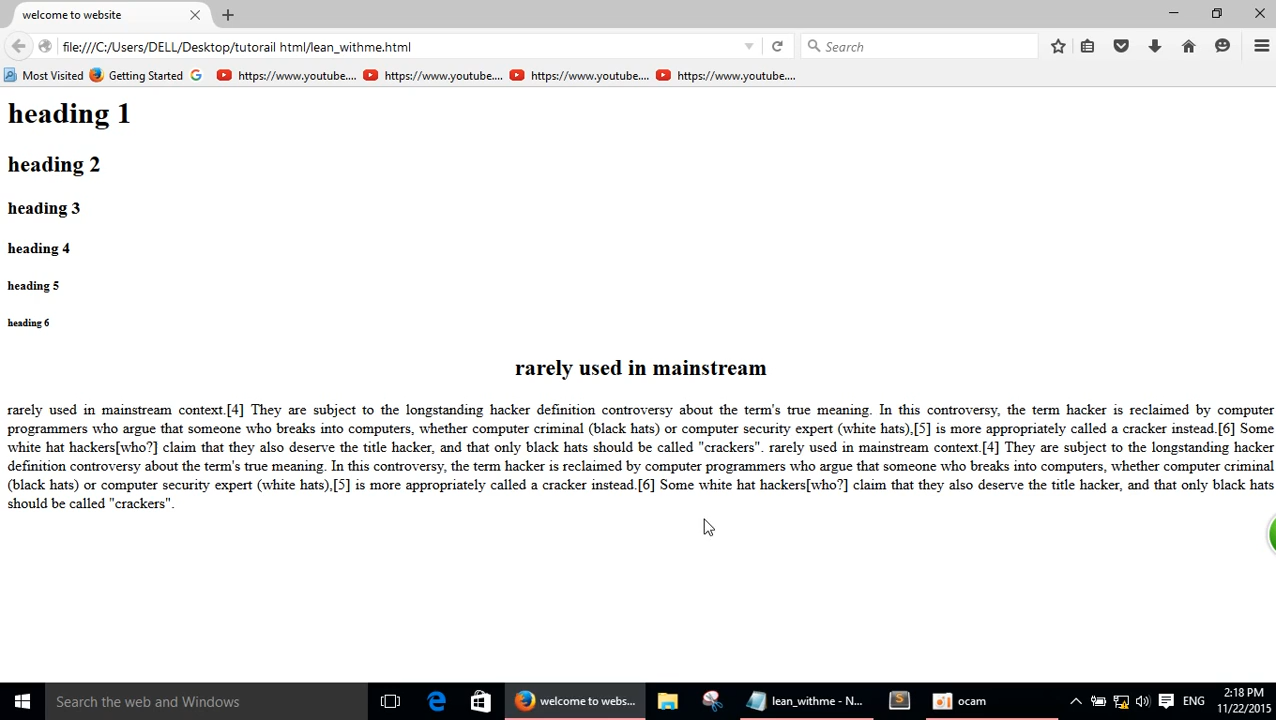 welcome to website
file:///C:/Users/DELL/Desktop/tutorail html/lean_withme.html
Search
Most Visited Getting Started https://www.youtube.... https://www.youtube.... https://www.youtube.... https://www.youtube....
heading 1
heading 2
heading 3
heading 4
heading 5
heading 6
rarely used in mainstream
rarely used in mainstream context.[4] They are subject to the longstanding hacker definition controversy about the term's true meaning. In this controversy, the term hacker is reclaimed by computer
programmers who argue that someone who breaks into computers, whether computer criminal (black hats) or computer security expert (white hats),[5] is more appropriately called a cracker instead.[6] Some
white hat hackers[who?] claim that they also deserve the title hacker, and that only black hats should be called "crackers". rarely used in mainstream context.[4] They are subject to the longstanding hacker
definition controversy about the term's true meaning. In this controversy, the term hacker is reclaimed by computer programmers who argue that someone who breaks into computers, whether computer criminal
(black hats) or computer security expert (white hats),[5] is more appropriately called a cracker instead.[6] Some white hat hackers[who?] claim that they also deserve the title hacker, and that only black hats
should be called "crackers".
Search the web and Windows
welcome to webs...
lean_withme - N...
ocam
ENG
2:18 PM
11/22/2015